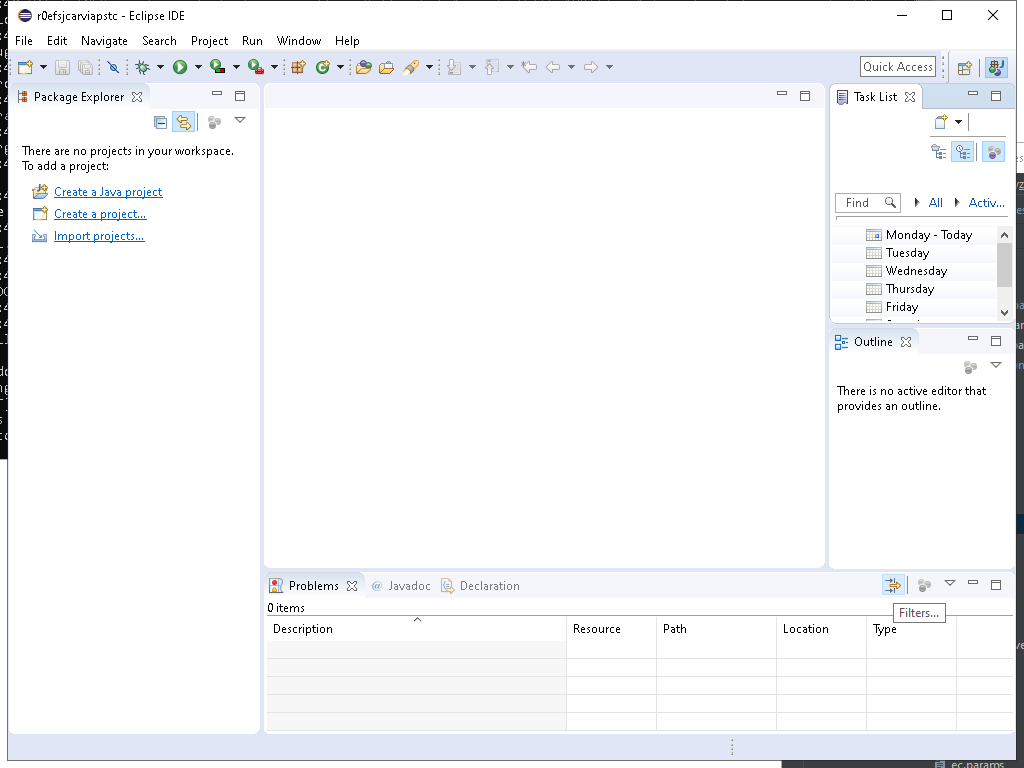 r0efsjcarviapstc - Eclipse IDE
File Edit Navigate Search Project Run Window Help
Quick Access
Package Explorer
There are no projects in your workspace.
To add a project:
Create a Java project
Create a project...
Import projects...
Task List
Find All Activ...
Monday - Today
Tuesday
Wednesday
Thursday
Friday
Outline
There is no active editor that
provides an outline.
Problems @ Javadoc Declaration
0 items
Filters...
Description Resource Path Location Type
ec.params